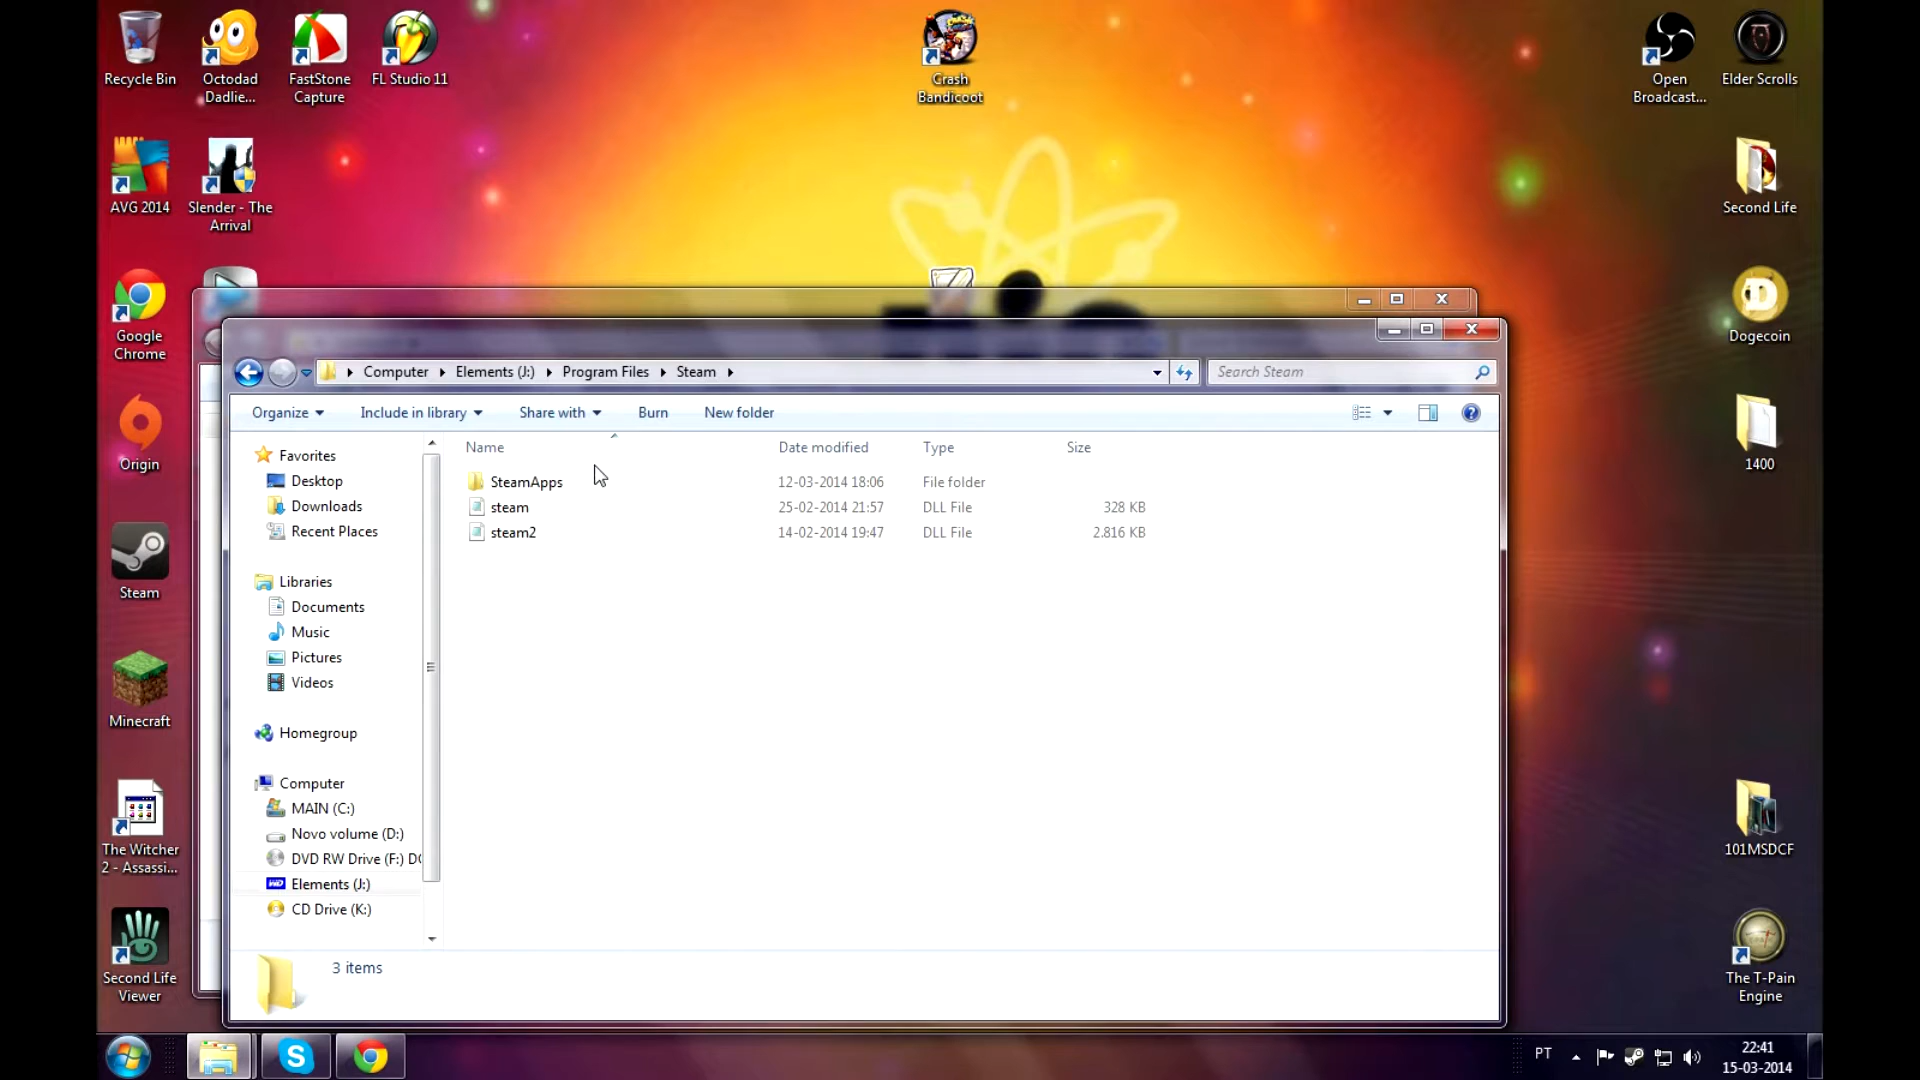 Recycle Bin
Octodad
Dadlie...
FastStone
Capture
FL Studio 11
Crash
Bandicoot
Open
Broadcast...
Elder Scrolls
AVG 2014
Slender - The
Arrival
Second Life
Google
Chrome
Dogecoin
Origin
1400
Steam
Minecraft
The Witcher
2 - Assassi...
101MSDCF
Second Life
Viewer
The T-Pain
Engine
Computer Elements (J:) Program Files Steam
Search Steam
Organize Include in library Share with Burn New folder
Name Date modified Type Size
SteamApps 12-03-2014 18:06 File folder
steam 25-02-2014 21:57 DLL File 328 KB
steam2 14-02-2014 19:47 DLL File 2.816 KB
Favorites
Desktop
Downloads
Recent Places
Libraries
Documents
Music
Pictures
Videos
Homegroup
Computer
MAIN (C:)
Novo volume (D:)
DVD RW Drive (F:)
Elements (J:)
CD Drive (K:)
3 items
PT
22:41
15-03-2014